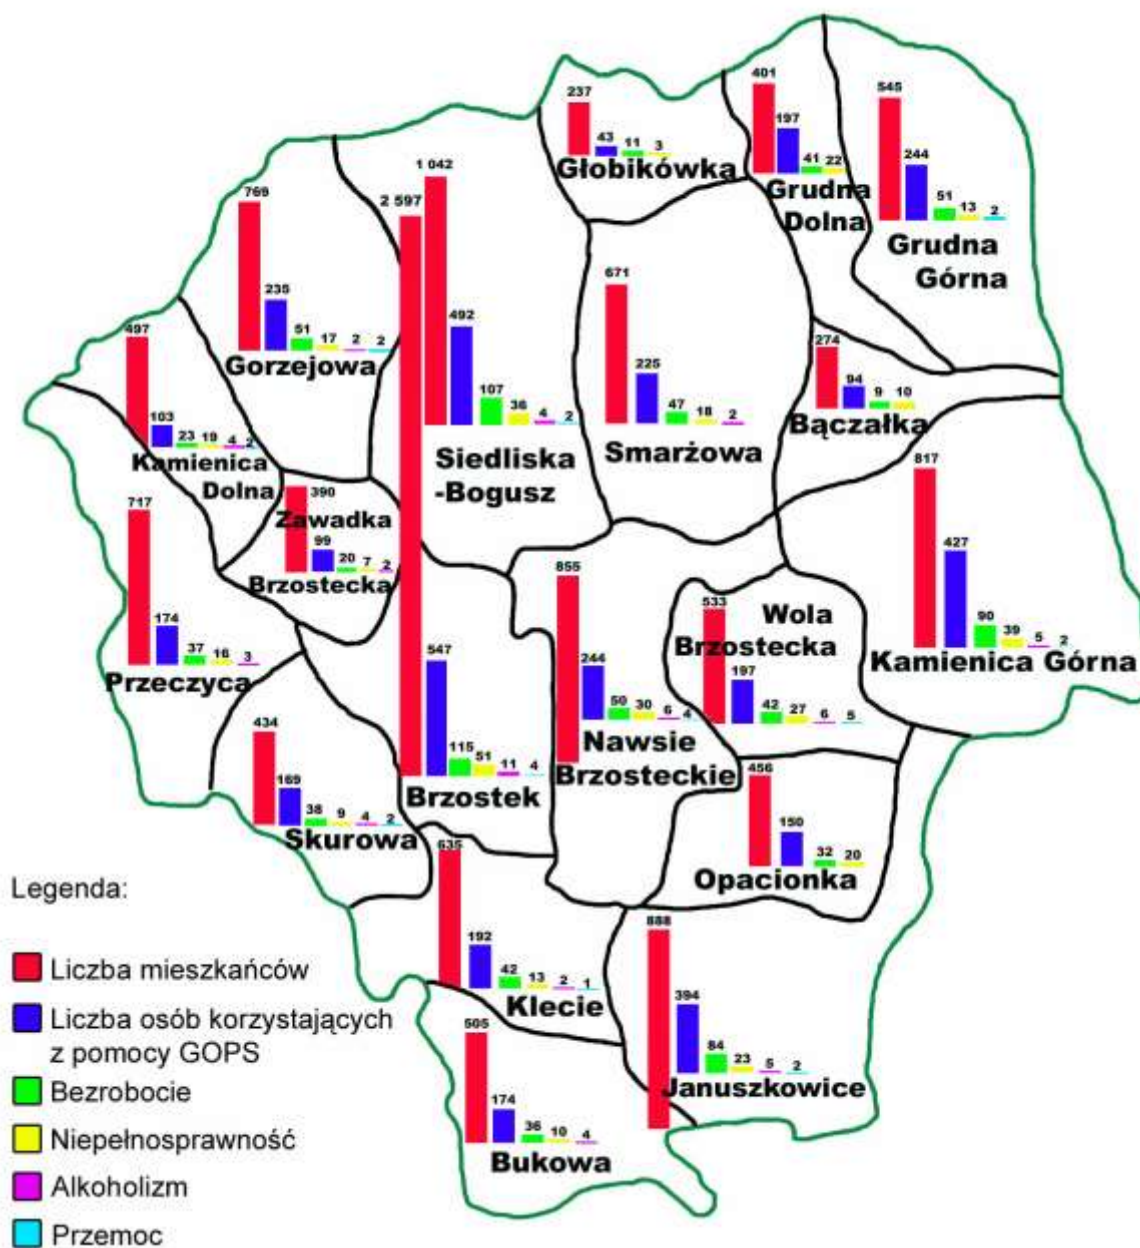 237
43 11 3
Głobikówka
401
197
41 22
Grudna
Dolna
545
244
51 13 2
Grudna
Górna
769
235
51 17 2 2
Gorzejowa
2 597
1 042
492
107 36 4 2
Siedliska
-Bogusz
671
225
47 18 2
Smarżowa
274
94 9 10
Bączałka
497
103 23 19 4 2
Kamienica
Dolna
390
Zawadka
99 20 7 2
Brzostecka
717
174
37 16 3
Przeczyca
817
427
90 39 5 2
Kamienica Górna
855
244
50 30 6 4
Nawsie
Brzosteckie
533
Wola
Brzostecka
197
42 27 6 5
547
115 51 11 4
Brzostek
434
169
38 9 4 2
Skurowa
456
150
32 20
Opacionka
635
192
42 13 2 1
Klecie
888
394
84 23 5 2
Januszkowice
505
174
36 10 4
Bukowa
Legenda:
Liczba mieszkańców
Liczba osób korzystających
z pomocy GOPS
Bezrobocie
Niepełnosprawność
Alkoholizm
Przemoc